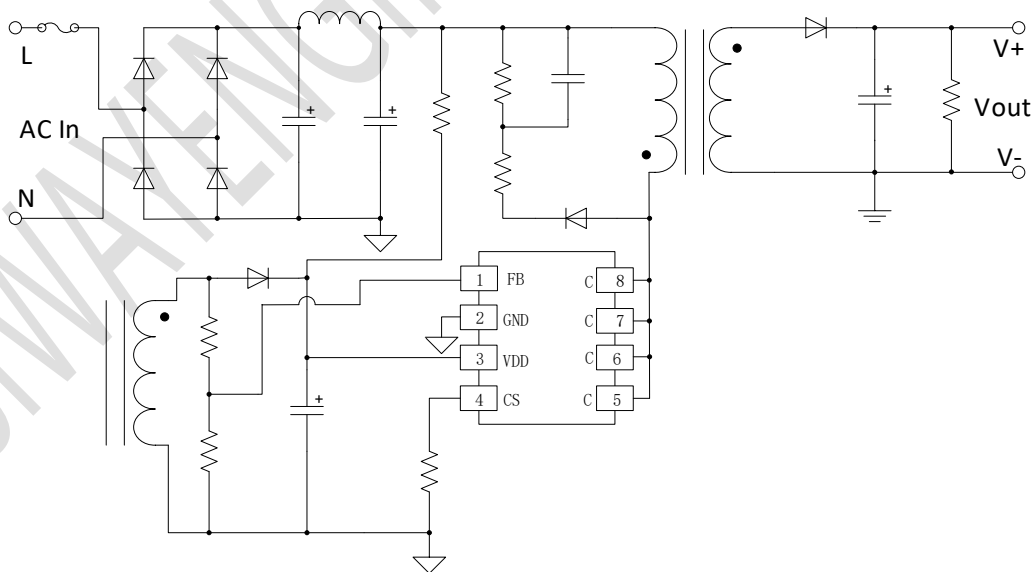 L
AC In
N
+
+
+
V+
Vout
V-
1 FB
2 GND
3 VDD
4 CS
C 8
C 7
C 6
C 5
+